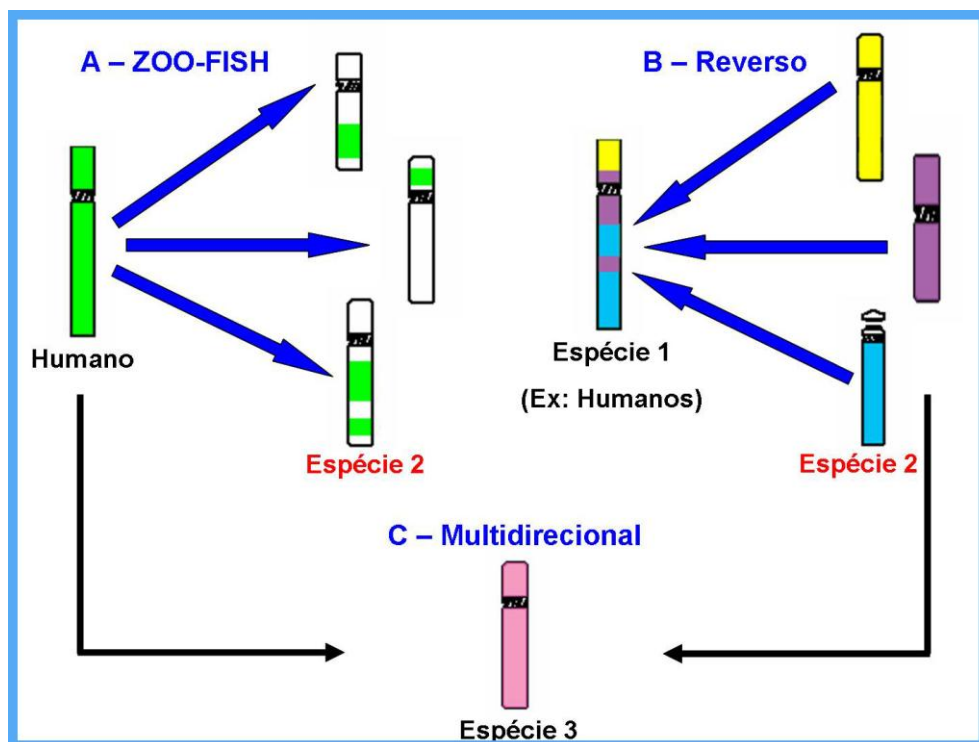 A – ZOO-FISH
B – Reverso
Humano
Espécie 1
(Ex: Humanos)
Espécie 2
Espécie 2
C – Multidirecional
Espécie 3